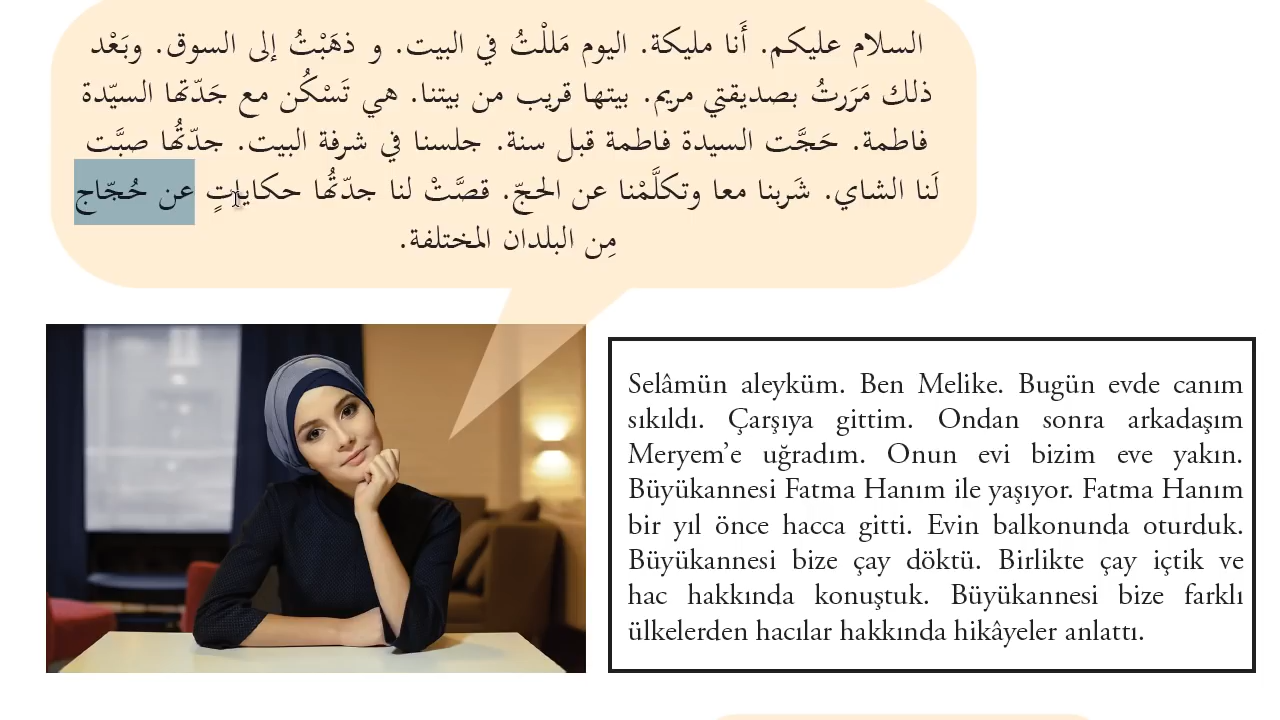 السلام عليكم. أَنا مليكة. اليوم مَللْتُ في البيت. و ذهَبْتُ إلى السوق. وبَعْد
ذلك مَرَرتُ بصديقتي مريم. بيتها قريب من بيتنا. هي تَسْكُن مع جَدّتها السيّدة
فاطمة. حَجَّت السيدة فاطمة قبل سنة. جلسنا في شرفة البيت. جدّتُها صبَّت
لَنا الشاي. شَربنا معا وتكلَّمْنا عن الحجّ. قصَّتْ لنا جدّتُها حكاياتٍ عن حُجّاج
مِن البلدان المختلفة.
Selâmün aleyküm. Ben Melike. Bugün evde canım
sıkıldı. Çarşıya gittim. Ondan sonra arkadaşım
Meryem’e uğradım. Onun evi bizim eve yakın.
Büyükannesi Fatma Hanım ile yaşıyor. Fatma Hanım
bir yıl önce hacca gitti. Evin balkonunda oturduk.
Büyükannesi bize çay döktü. Birlikte çay içtik ve
hac hakkında konuştuk. Büyükannesi bize farklı
ülkelerden hacılar hakkında hikâyeler anlattı.